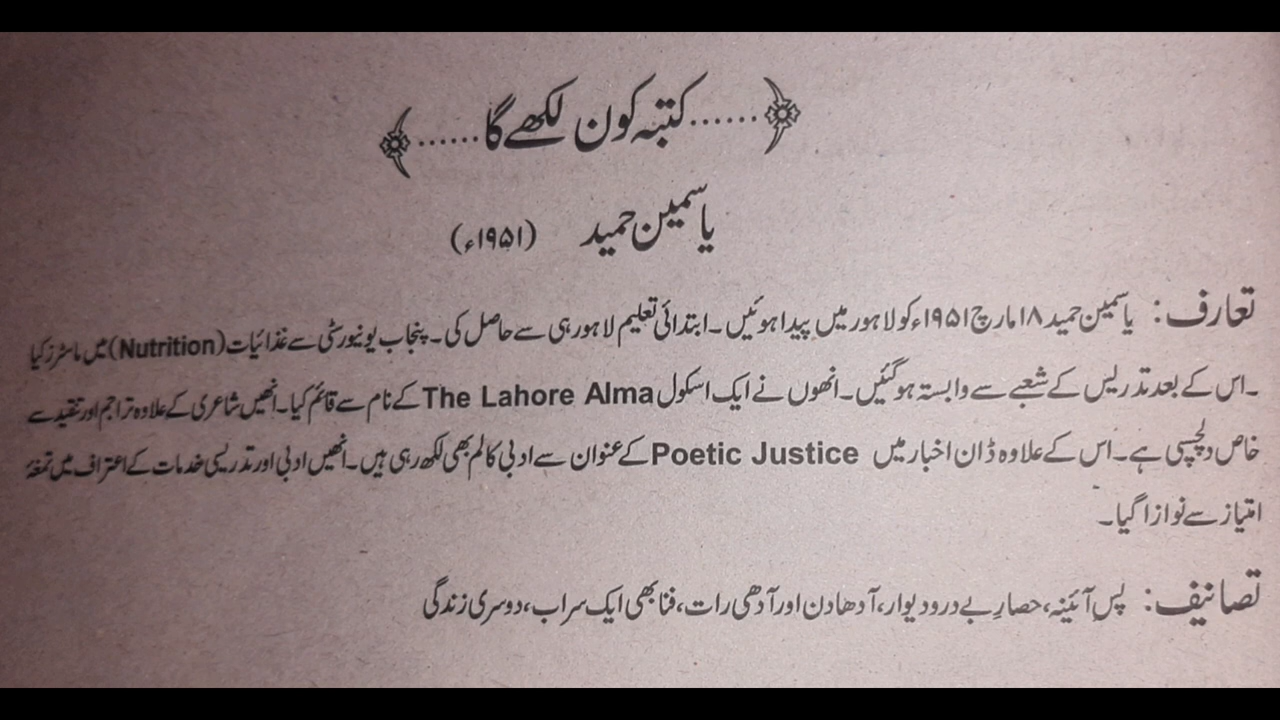 ......کتبہ کون لکھے گا......
یاسمین حمید (۱۹۵۱ء)
تعارف: یاسمین حمید ۱۸ مارچ ۱۹۵۱ء کو لاہور میں پیدا ہوئیں۔ ابتدائی تعلیم لاہور ہی سے حاصل کی۔ پنجاب یونیورسٹی سے غذائیات (Nutrition) میں ماسٹرز کیا
۔اس کے بعد تدریس کے شعبے سے وابستہ ہو گئیں۔ انھوں نے ایک اسکول The Lahore Alma کے نام سے قائم کیا۔ انھیں شاعری کے علاوہ تراجم اور تنقید سے
خاص دلچسپی ہے۔ اس کے علاوہ ڈان اخبار میں Poetic Justice کے عنوان سے ادبی کالم بھی لکھ رہی ہیں۔ انھیں ادبی اور تدریسی خدمات کے اعتراف میں تمغۂ
امتیاز سے نوازا گیا۔
تصانیف: پسِ آئینہ، حصارِ بے در و دیوار، آدھا دن اور آدھی رات، فنا بھی ایک سراب، دوسری زندگی